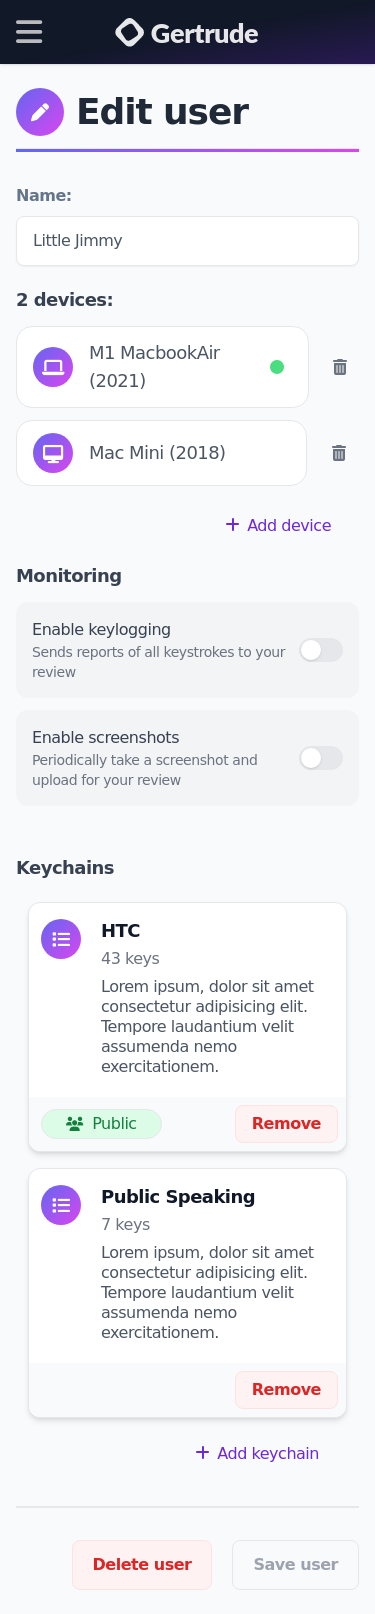 Gertrude
Edit user
Name:
Little Jimmy
2 devices:
M1 MacbookAir
(2021)
Mac Mini (2018)
+ Add device
Monitoring
Enable keylogging
Sends reports of all keystrokes to your
review
Enable screenshots
Periodically take a screenshot and
upload for your review
Keychains
HTC
43 keys
Lorem ipsum, dolor sit amet
consectetur adipisicing elit.
Tempore laudantium velit
assumenda nemo
exercitationem.
Public
Remove
Public Speaking
7 keys
Lorem ipsum, dolor sit amet
consectetur adipisicing elit.
Tempore laudantium velit
assumenda nemo
exercitationem.
Remove
+ Add keychain
Delete user
Save user